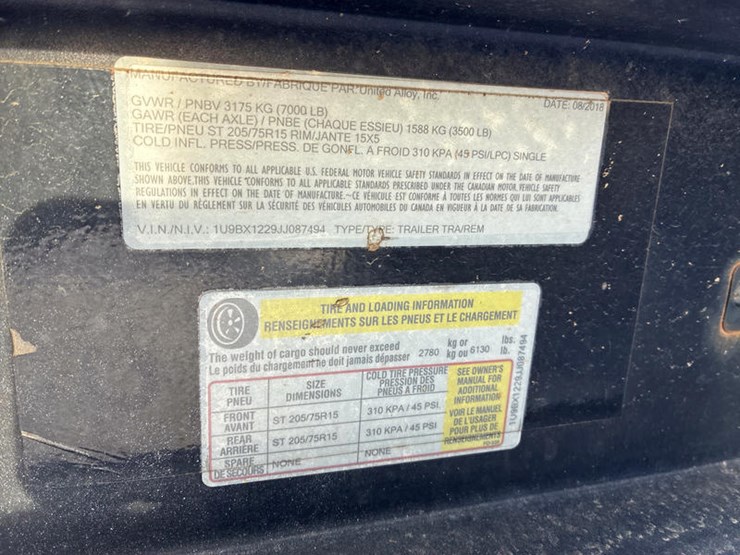 MANUFACTURED BY/FABRIQUE PAR: United Alloy, Inc.
DATE: 08/2018
GVWR / PNBV 3175 KG (7000 LB)
GAWR (EACH AXLE) / PNBE (CHAQUE ESSIEU) 1588 KG (3500 LB)
TIRE/PNEU ST 205/75R15 RIM/JANTE 15X5
COLD INFL. PRESS/PRESS. DE GONFL. A FROID 310 KPA (45 PSI/LPC) SINGLE
THIS VEHICLE CONFORMS TO ALL APPLICABLE U.S. FEDERAL MOTOR VEHICLE SAFETY STANDARDS IN EFFECT ON THE DATE OF MANUFACTURE
SHOWN ABOVE.THIS VEHICLE CONFORMS TO ALL APPLICABLE STANDARDS PRESCRIBED UNDER THE CANADIAN MOTOR VEHICLE SAFETY
REGULATIONS IN EFFECT ON THE DATE OF MANUFACTURE.~CE VÉHICULE EST CONFORME À TOUTES LES NORMES QUI LUI SONT APPLICABLES
EN VERTU DU RÈGLEMENT SUR LA SÉCURITÉ DES VÉHICULES AUTOMOBILES DU CANADA EN VIGUEUR À LA DATE DE SA FABRICATION.
V.I.N./N.I.V.: 1U9BX1229JJ087494 TYPE/TYPE: TRAILER TRA/REM
TIRE AND LOADING INFORMATION
RENSEIGNEMENTS SUR LES PNEUS ET LE CHARGEMENT
The weight of cargo should never exceed 2780 kg or 6130 lbs.
Le poids du chargement ne doit jamais dépasser kg ou lb.
TIRE
PNEU
SIZE
DIMENSIONS
COLD TIRE PRESSURE
PRESSION DES
PNEUS A FROID
SEE OWNER'S
MANUAL FOR
ADDITIONAL
INFORMATION
VOIR LE MANUEL
DE L'USAGER
POUR PLUS DE
RENSEIGNEMENTS
FRONT
AVANT
ST 205/75R15
310 KPA / 45 PSI
REAR
ARRIÈRE
ST 205/75R15
310 KPA / 45 PSI
SPARE
DE SECOURS
NONE
NONE
1U9BX1229JJ087494